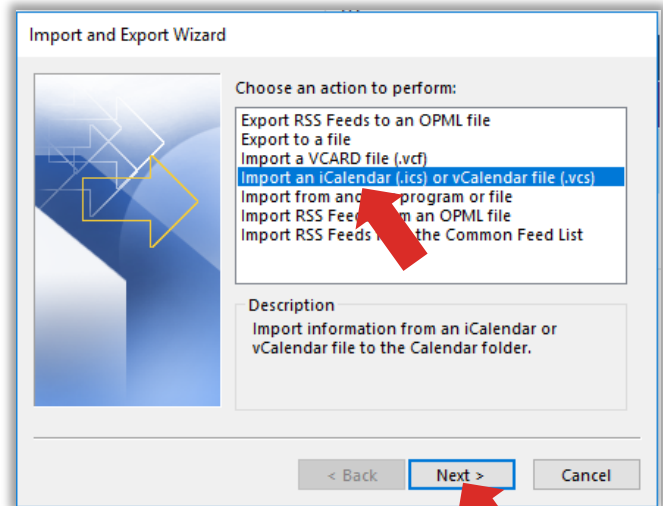 Import and Export Wizard
Choose an action to perform:
Export RSS Feeds to an OPML file
Export to a file
Import a VCARD file (.vcf)
Import an iCalendar (.ics) or vCalendar file (.vcs)
Import from program or file
Import RSS Feeds an OPML file
Import RSS Feeds the Common Feed List
Description
Import information from an iCalendar or
vCalendar file to the Calendar folder.
< Back Next > Cancel